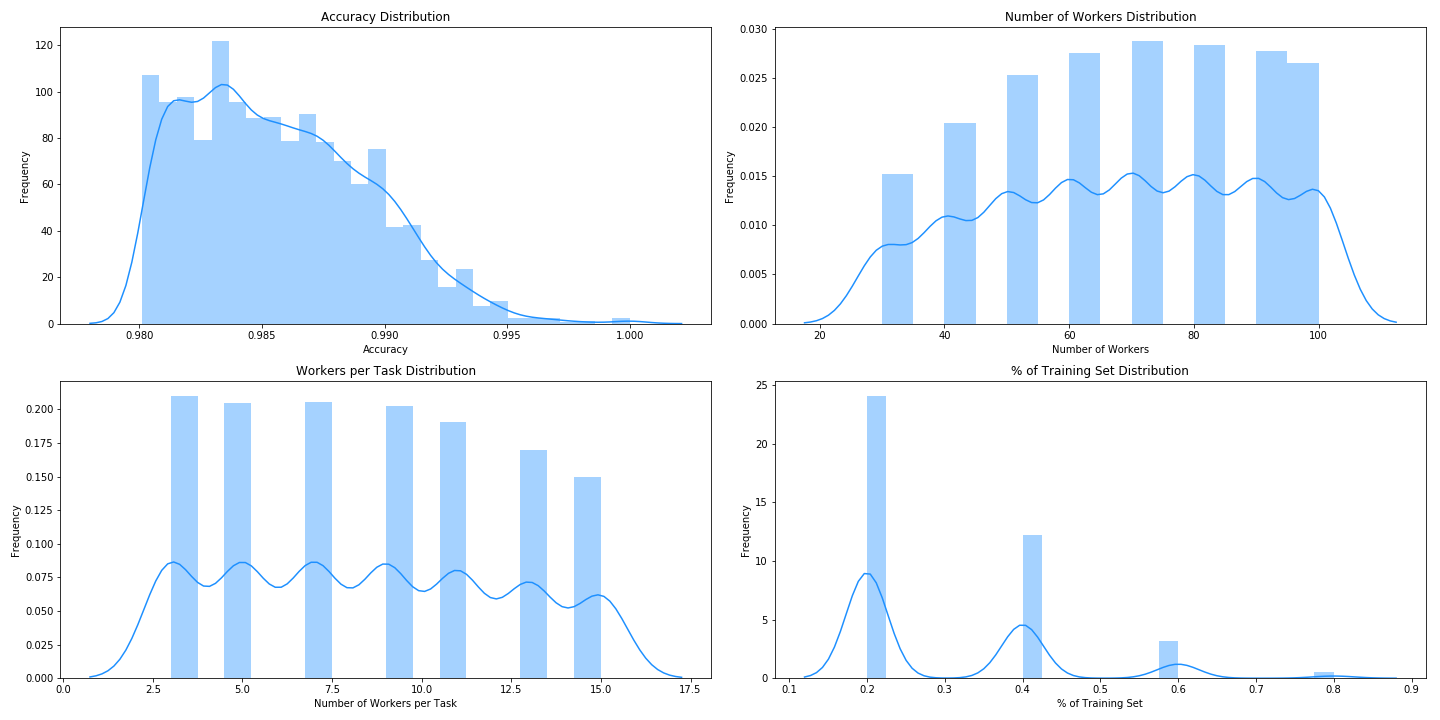 Accuracy Distribution
120
100
80
60
40
20
0
Frequency
0.980 0.985 0.990 0.995 1.000
Accuracy
Number of Workers Distribution
0.030
0.025
0.020
0.015
0.010
0.005
0.000
Frequency
20 40 60 80 100
Number of Workers
Workers per Task Distribution
0.200
0.175
0.150
0.125
0.100
0.075
0.050
0.025
0.000
Frequency
0.0 2.5 5.0 7.5 10.0 12.5 15.0 17.5
Number of Workers per Task
% of Training Set Distribution
25
20
15
10
5
0
Frequency
0.1 0.2 0.3 0.4 0.5 0.6 0.7 0.8 0.9
% of Training Set